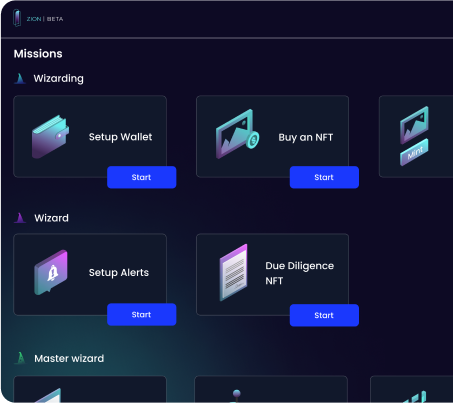 ZION | BETA
Missions
Wizarding
Setup Wallet
Buy an NFT
Mint
Start
Start
Wizard
Setup Alerts
Due Diligence
NFT
Start
Start
Master wizard